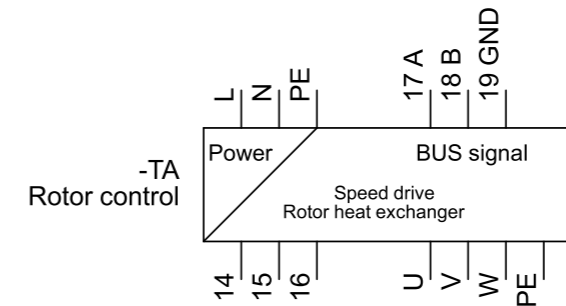 L
N
PE
17 A
18 B
19 GND
-TA
Rotor control
Power
BUS signal
Speed drive
Rotor heat exchanger
14
15
16
U
V
W
PE